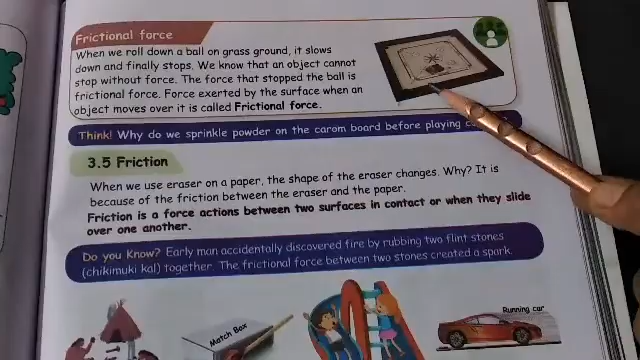 Frictional force
When we roll down a ball on grass ground, it slows
down and finally stops. We know that an object cannot
stop without force. The force that stopped the ball is
frictional force. Force exerted by the surface when an
object moves over it is called Frictional force.
Think! Why do we sprinkle powder on the carom board before playing
3.5 Friction
When we use eraser on a paper, the shape of the eraser changes. Why? It is
because of the friction between the eraser and the paper.
Friction is a force actions between two surfaces in contact or when they slide
over one another.
Do you Know? Early man accidentally discovered fire by rubbing two flint stones
(chikimuki kal) together. The frictional force between two stones created a spark.
Match Box
Running car